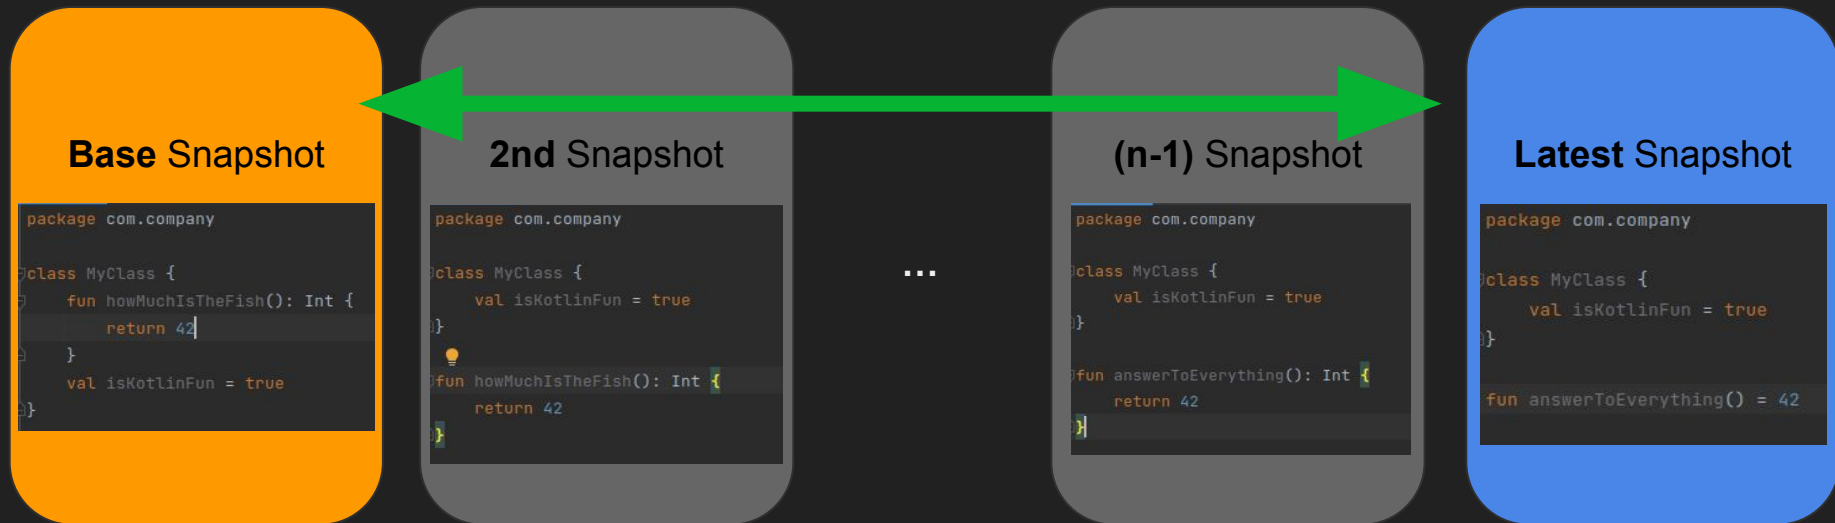 Base Snapshot
package com.company
class MyClass {
fun howMuchIsTheFish(): Int {
return 42
}
val isKotlinFun = true
}
2nd Snapshot
package com.company
class MyClass {
val isKotlinFun = true
}
fun howMuchIsTheFish(): Int {
return 42
}
...
(n-1) Snapshot
package com.company
class MyClass {
val isKotlinFun = true
}
fun answerToEverything(): Int {
return 42
}
Latest Snapshot
package com.company
class MyClass {
val isKotlinFun = true
}
fun answerToEverything() = 42